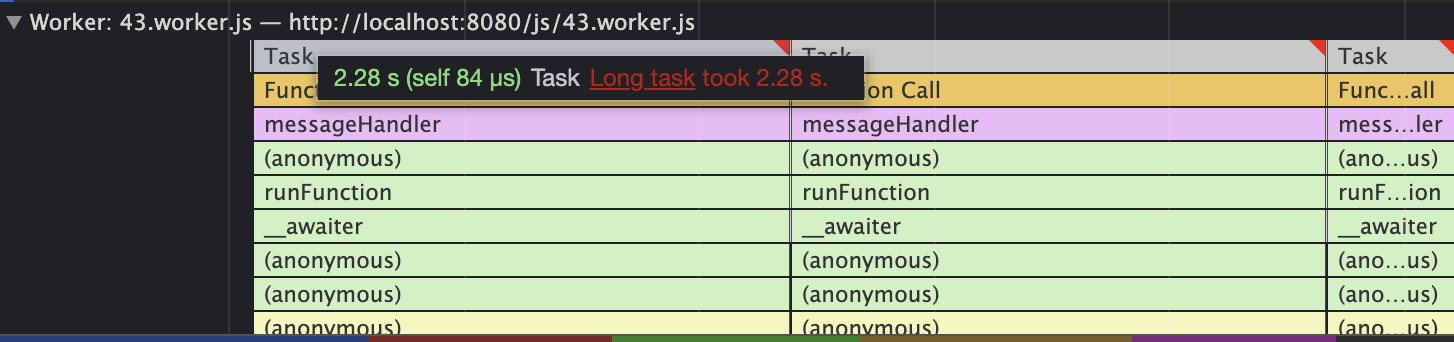 ▼ Worker: 43.worker.js — http://localhost:8080/js/43.worker.js
Task Task Task
2.28 s (self 84 μs) Task Long task took 2.28 s.
Funct ion Call Func...all
messageHandler messageHandler mess...ler
(anonymous) (anonymous) (ano...us)
runFunction runFunction runF...ion
__awaiter __awaiter __awaiter
(anonymous) (anonymous) (ano...us)
(anonymous) (anonymous) (ano...us)
(anonymous) (anonymous) (ano...us)